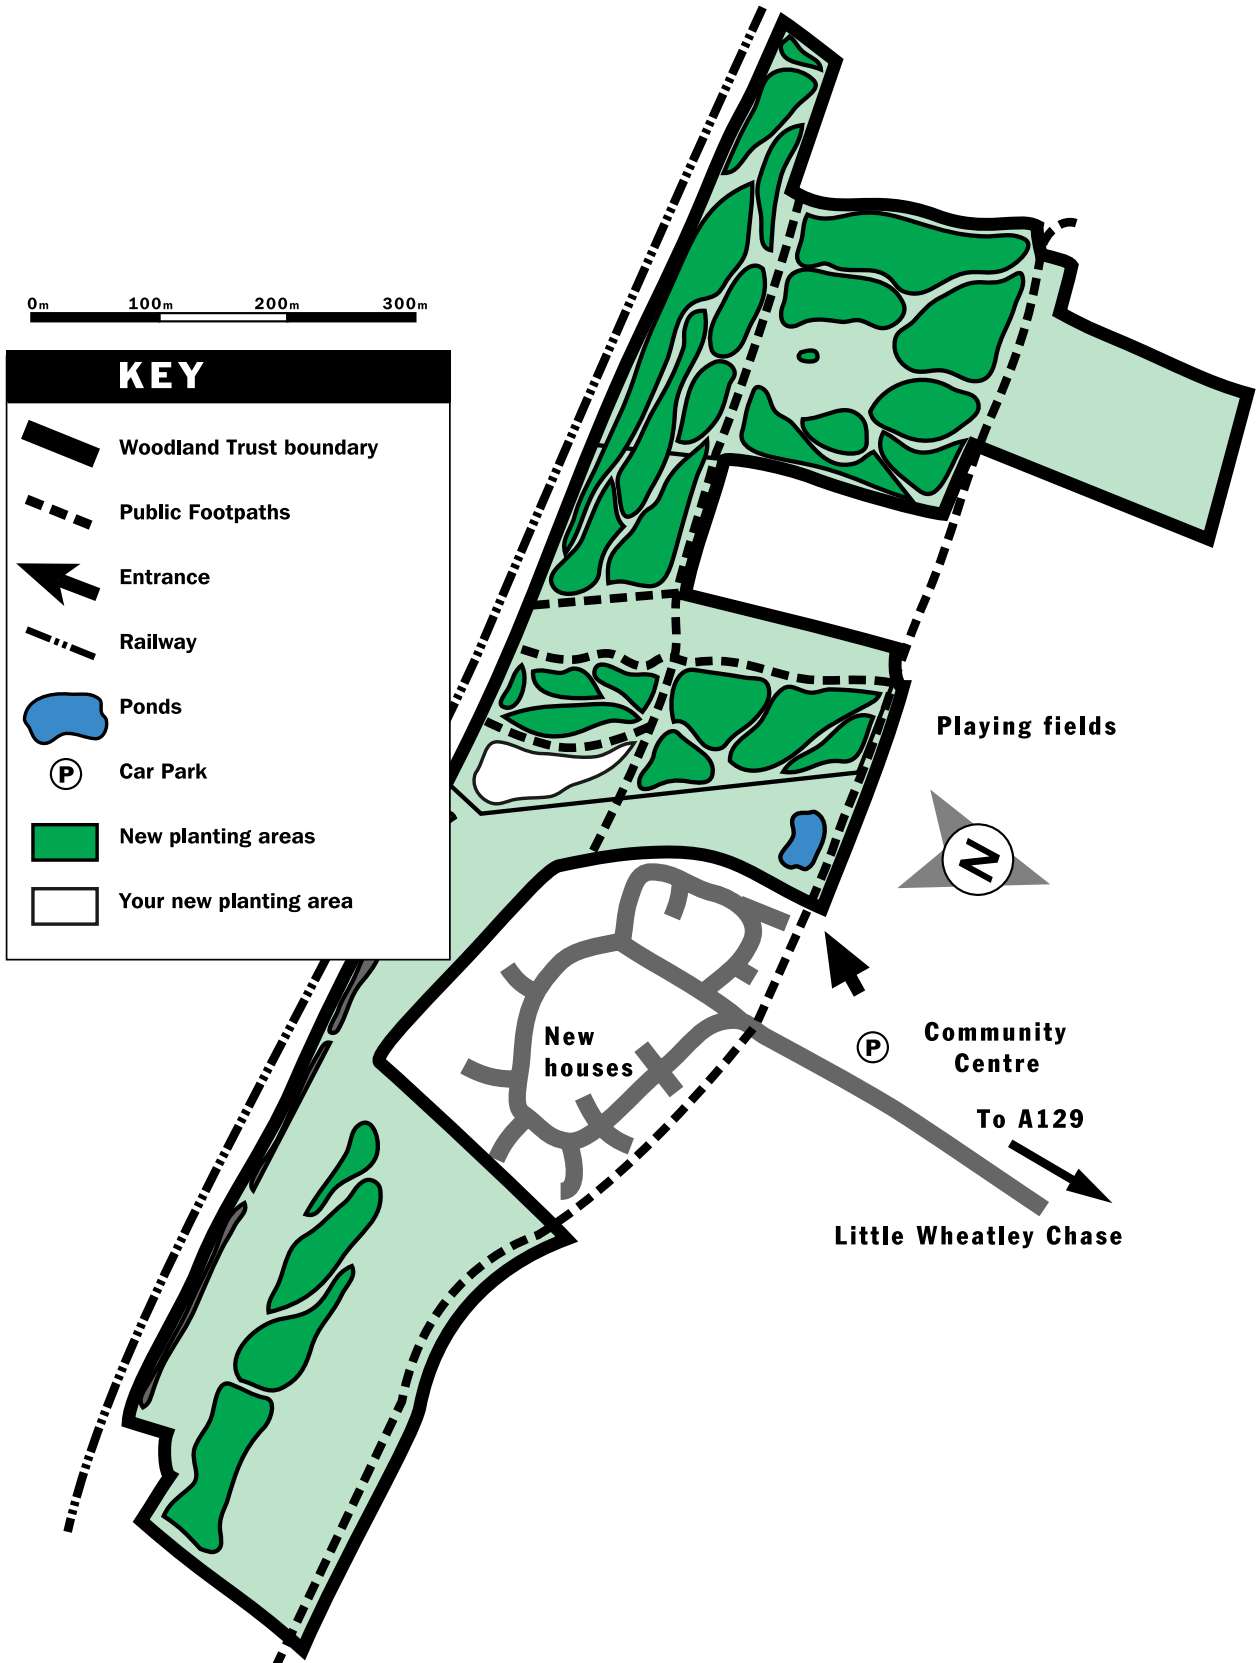 0m 100m 200m 300m
KEY
Woodland Trust boundary
Public Footpaths
Entrance
Railway
Ponds
P Car Park
New planting areas
Your new planting area
Playing fields
N
New
houses
P
Community
Centre
To A129
Little Wheatley Chase